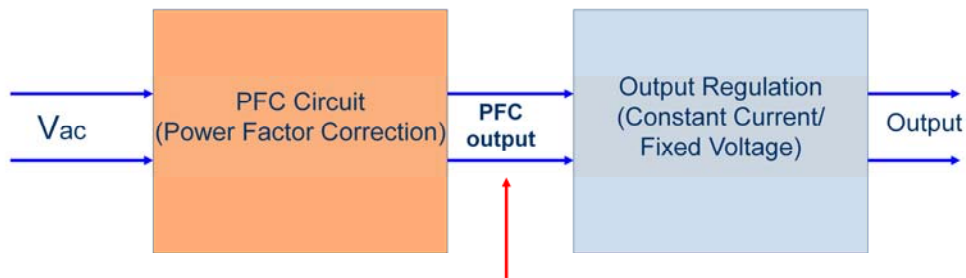 Vac
PFC Circuit
(Power Factor Correction)
PFC
output
Output Regulation
(Constant Current/
Fixed Voltage)
Output